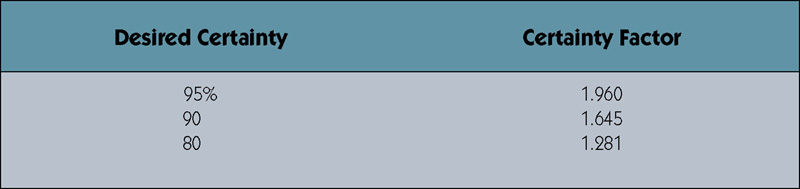 Desired Certainty Certainty Factor
95% 1.960
90 1.645
80 1.281